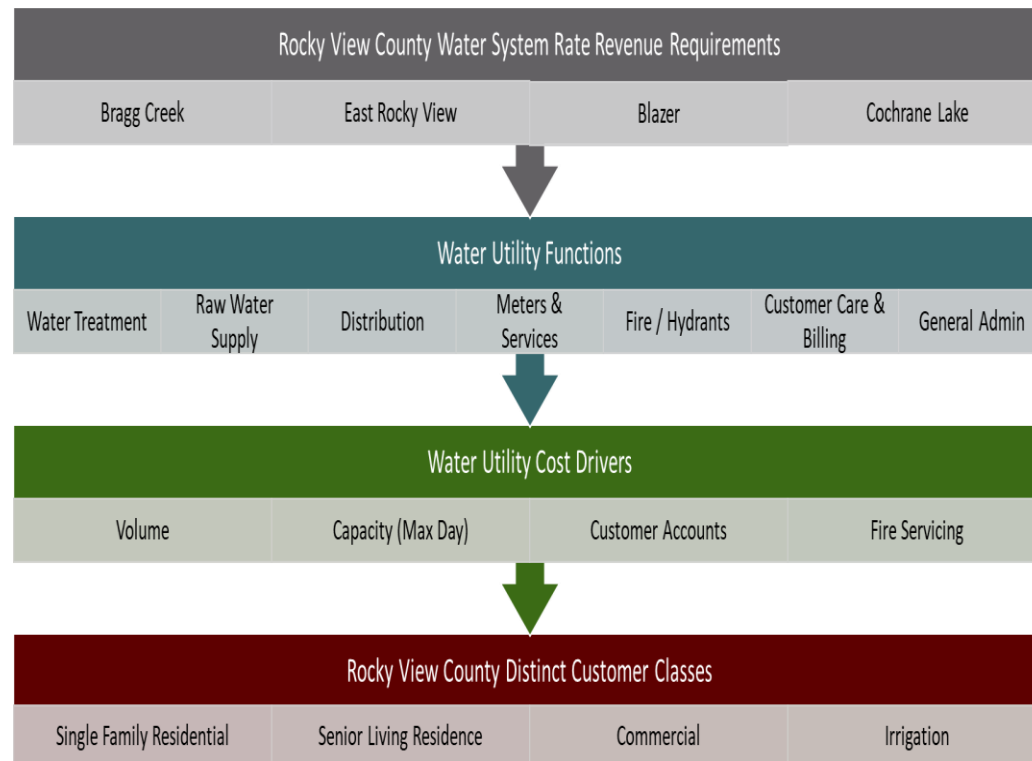 Rocky View County Water System Rate Revenue Requirements
Bragg Creek
East Rocky View
Blazer
Cochrane Lake
Water Utility Functions
Water Treatment
Raw Water
Supply
Distribution
Meters &
Services
Fire / Hydrants
Customer Care &
Billing
General Admin
Water Utility Cost Drivers
Volume
Capacity (Max Day)
Customer Accounts
Fire Servicing
Rocky View County Distinct Customer Classes
Single Family Residential
Senior Living Residence
Commercial
Irrigation